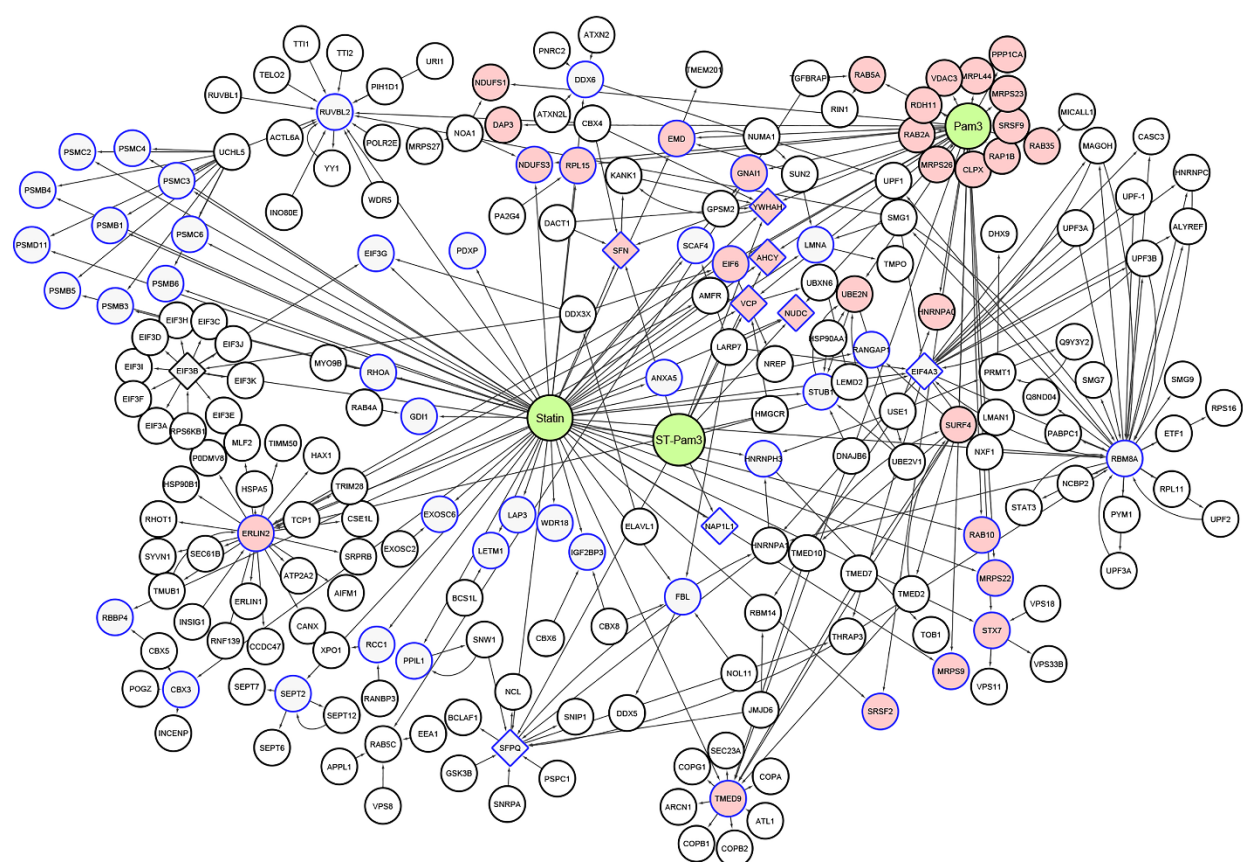 ATXN2
TTI1
TTI2
PNRC2
URI1
TELO2
PIH1D1
DDX6
TMEM201
RUVBL1
RUVBL2
NDUFS1
TGFBRAP1
RAB5A
VDAC3
MRPL44
PPP1CA
RIN1
RDH11
MRPS23
MICALL1
ATXN2L
CBX4
DAP3
EMD
NUMA1
RAB2A
Pam3
SRSF9
ACTL6A
POLR2E
NOA1
MRPS27
RAB35
MAGOH
CASC3
PSMC2
PSMC4
UCHL5
YY1
NDUFS3
RPL15
KANK1
GNAI1
SUN2
UPF1
MRPS26
CLPX
RAP1B
HNRPNC
PSMB4
PSMC3
WDR5
INO80E
PA2G4
DACT1
GPSM2
YWHAH
SMG1
UPF-1
PSMD11
PSMB1
PSMC6
EIF3G
PDXP
SFN
SCAF4
EIF6
AHCY
LMNA
TMPO
DHX9
UPF3A
ALYREF
UPF3B
PSMB5
PSMB3
PSMB6
AMFR
VCP
UBXN6
UBE2N
DDX3X
NUDC
HNRNPA0
EIF3H
EIF3C
EIF3D
EIF3J
EIF3I
EIF3B
EIF3K
MYO9B
RHOA
LARP7
HSP90AA
RANGAP1
EIF4A3
PRMT1
Q9Y3Y2
NREP
LEMD2
ANXA5
STUB1
Q8ND04
SMG7
SMG9
EIF3F
EIF3A
EIF3E
RPS6KB1
RAB4A
GDI1
Statin
ST-Pam3
HMGCR
USE1
SURF4
LMAN1
PABPC1
ETF1
RPS16
P0DMV8
MLF2
TIMM50
HAX1
HSP90B1
HSPA5
TRIM28
HNRNPH3
DNAJB6
UBE2V1
NXF1
NCBP2
RBM8A
RPL11
RHOT1
ERLIN2
TCP1
CSE1L
EXOSC6
LAP3
WDR18
ELAVL1
NAP1L1
RAB10
STAT3
PYM1
UPF2
SYVN1
SEC61B
SRPRB
EXOSC2
LETM1
IGF2BP3
HNRNPA1
TMED10
TMED7
MRPS22
UPF3A
TMUB1
ATP2A2
AIFM1
ERLIN1
BCS1L
FBL
RBM14
TMED2
RBBP4
INSIG1
RNF139
CCDC47
CANX
XPO1
RCC1
PPIL1
SNW1
CBX6
CBX8
THRAP3
TOB1
STX7
VPS18
VPS33B
CBX5
POGZ
CBX3
SEPT7
SEPT2
RANBP3
NCL
NOL11
MRPS9
VPS11
INCENP
SEPT12
SEPT6
BCLAF1
EEA1
SNIP1
DDX5
JMJD6
SRSF2
RAB5C
SFPQ
APPL1
GSK3B
PSPC1
SEC23A
VPS8
SNRPA
COPG1
COPA
ARCN1
TMED9
ATL1
COPB1
COPB2